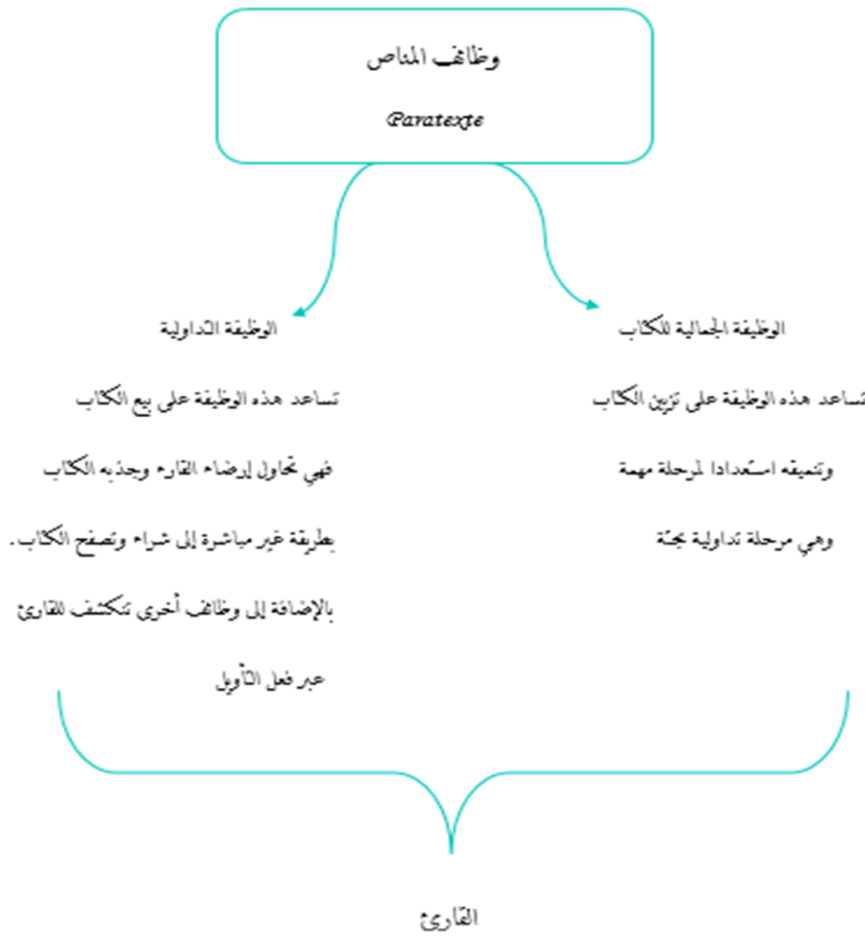 وظائف المناص
Paratexte
الوظيفة الجمالية للكتاب
تساعد هذه الوظيفة على تزيين الكتاب
وتنميقه استعدادا لمرحلة مهمة
وهي مرحلة تداولية بحتة
الوظيفة التداولية
تساعد هذه الوظيفة على بيع الكتاب
فهي تحاول إرضاء القارء وجذبه الكتاب
بطريقة غير مباشرة إلى شراء وتصفح الكتاب.
بالإضافة إلى وظائف أخرى تنكشف للقارئ
عبر فعل التأويل
القارئ